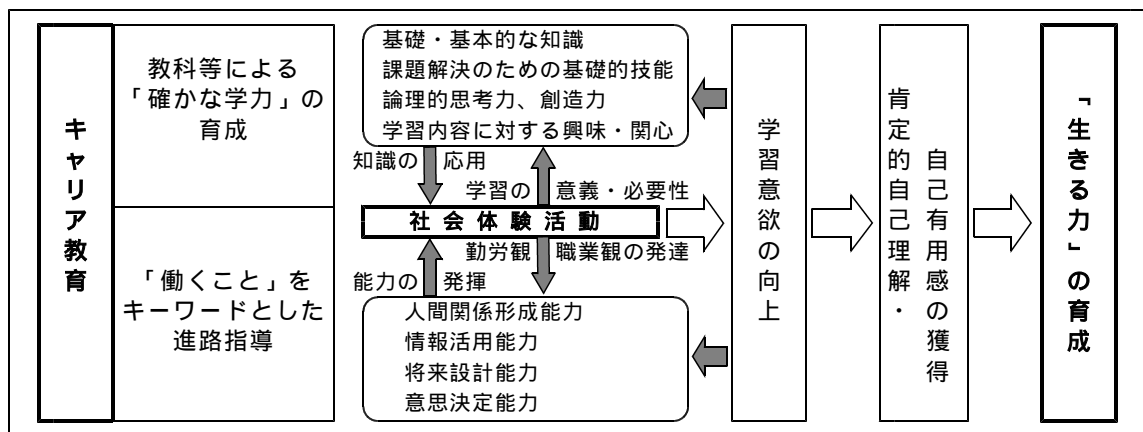 キャリア教育
教科等による
「確かな学力」の
育成
「働くこと」を
キーワードとした
進路指導
基礎・基本的な知識
課題解決のための基礎的技能
論理的思考力、創造力
学習内容に対する興味・関心
知識の 応用
学習の 意義・必要性
社会体験活動
勤労観 職業観の発達
能力の 発揮
人間関係形成能力
情報活用能力
将来設計能力
意思決定能力
学習意欲の向上
肯定的自己理解・
自己有用感の獲得
「生きる力」の育成